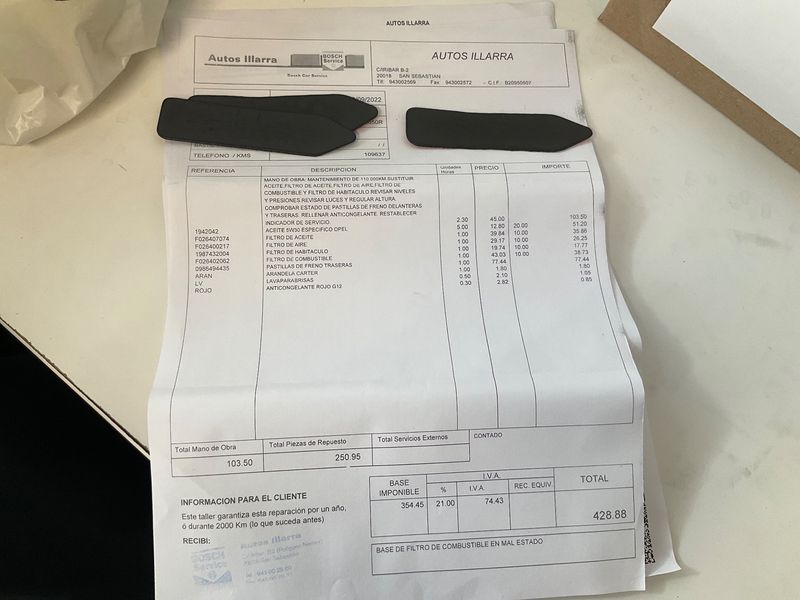 AUTOS ILLARRA
Autos Illarra
BOSCH
Service
Bosch Car Service
AUTOS ILLARRA
C/IRIBAR B-2
20018 SAN SEBASTIAN
Tlf. 943002569 Fax 943002572 - C.I.F.: B20950507
/09/2022
/ /
TELEFONO / KMS 109637
REFERENCIA DESCRIPCION Unidades Horas PRECIO IMPORTE
MANO DE OBRA: MANTENIMIENTO DE 110.000KM.SUSTITUIR
ACEITE,FILTRO DE ACEITE,FILTRO DE AIRE,FILTRO DE
COMBUSTIBLE Y FILTRO DE HABITACULO REVISAR NIVELES
Y PRESIONES REVISAR LUCES Y REGULAR ALTURA.
COMPROBAR ESTADO DE PASTILLAS DE FRENO DELANTERAS
Y TRASERAS. RELLENAR ANTICONGELANTE. RESTABLECER
INDICADOR DE SERVICIO. 2.30 45.00 103.50
1942042 ACEITE 5W30 ESPECIFICO OPEL 5.00 12.80 20.00 51.20
F026407074 FILTRO DE ACEITE 1.00 39.84 10.00 35.86
F026400217 FILTRO DE AIRE 1.00 29.17 10.00 26.25
1987432004 FILTRO DE HABITACULO 1.00 19.74 10.00 17.77
F026402062 FILTRO DE COMBUSTIBLE 1.00 43.03 10.00 38.73
0986494435 PASTILLAS DE FRENO TRASERAS 1.00 77.44 77.44
ARAN ARANDELA CARTER 1.00 1.80 1.80
LV LAVAPARABRISAS 0.50 2.10 1.05
ROJO ANTICONGELANTE ROJO G12 0.30 2.82 0.85
Total Mano de Obra Total Piezas de Repuesto Total Servicios Externos CONTADO
103.50 250.95
INFORMACION PARA EL CLIENTE
Este taller garantiza esta reparación por un año,
ó durante 2000 Km (lo que suceda antes)
RECIBI:
BASE IMPONIBLE I.V.A. TOTAL
% I.V.A. REC. EQUIV.
354.45 21.00 74.43 428.88
BASE DE FILTRO DE COMBUSTIBLE EN MAL ESTADO
BOSCH
Service
Autos Illarra